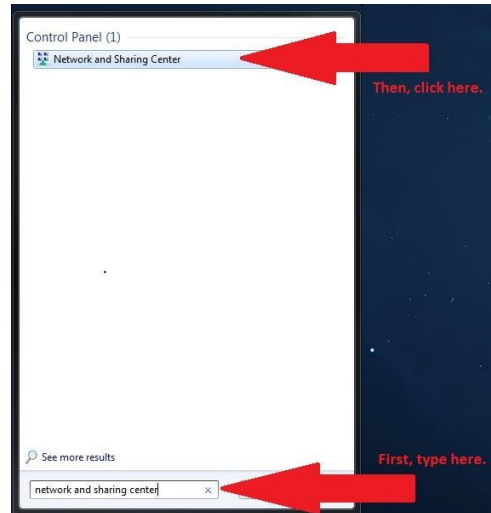 Control Panel (1)
Network and Sharing Center
Then, click here.
See more results
First, type here.
network and sharing center